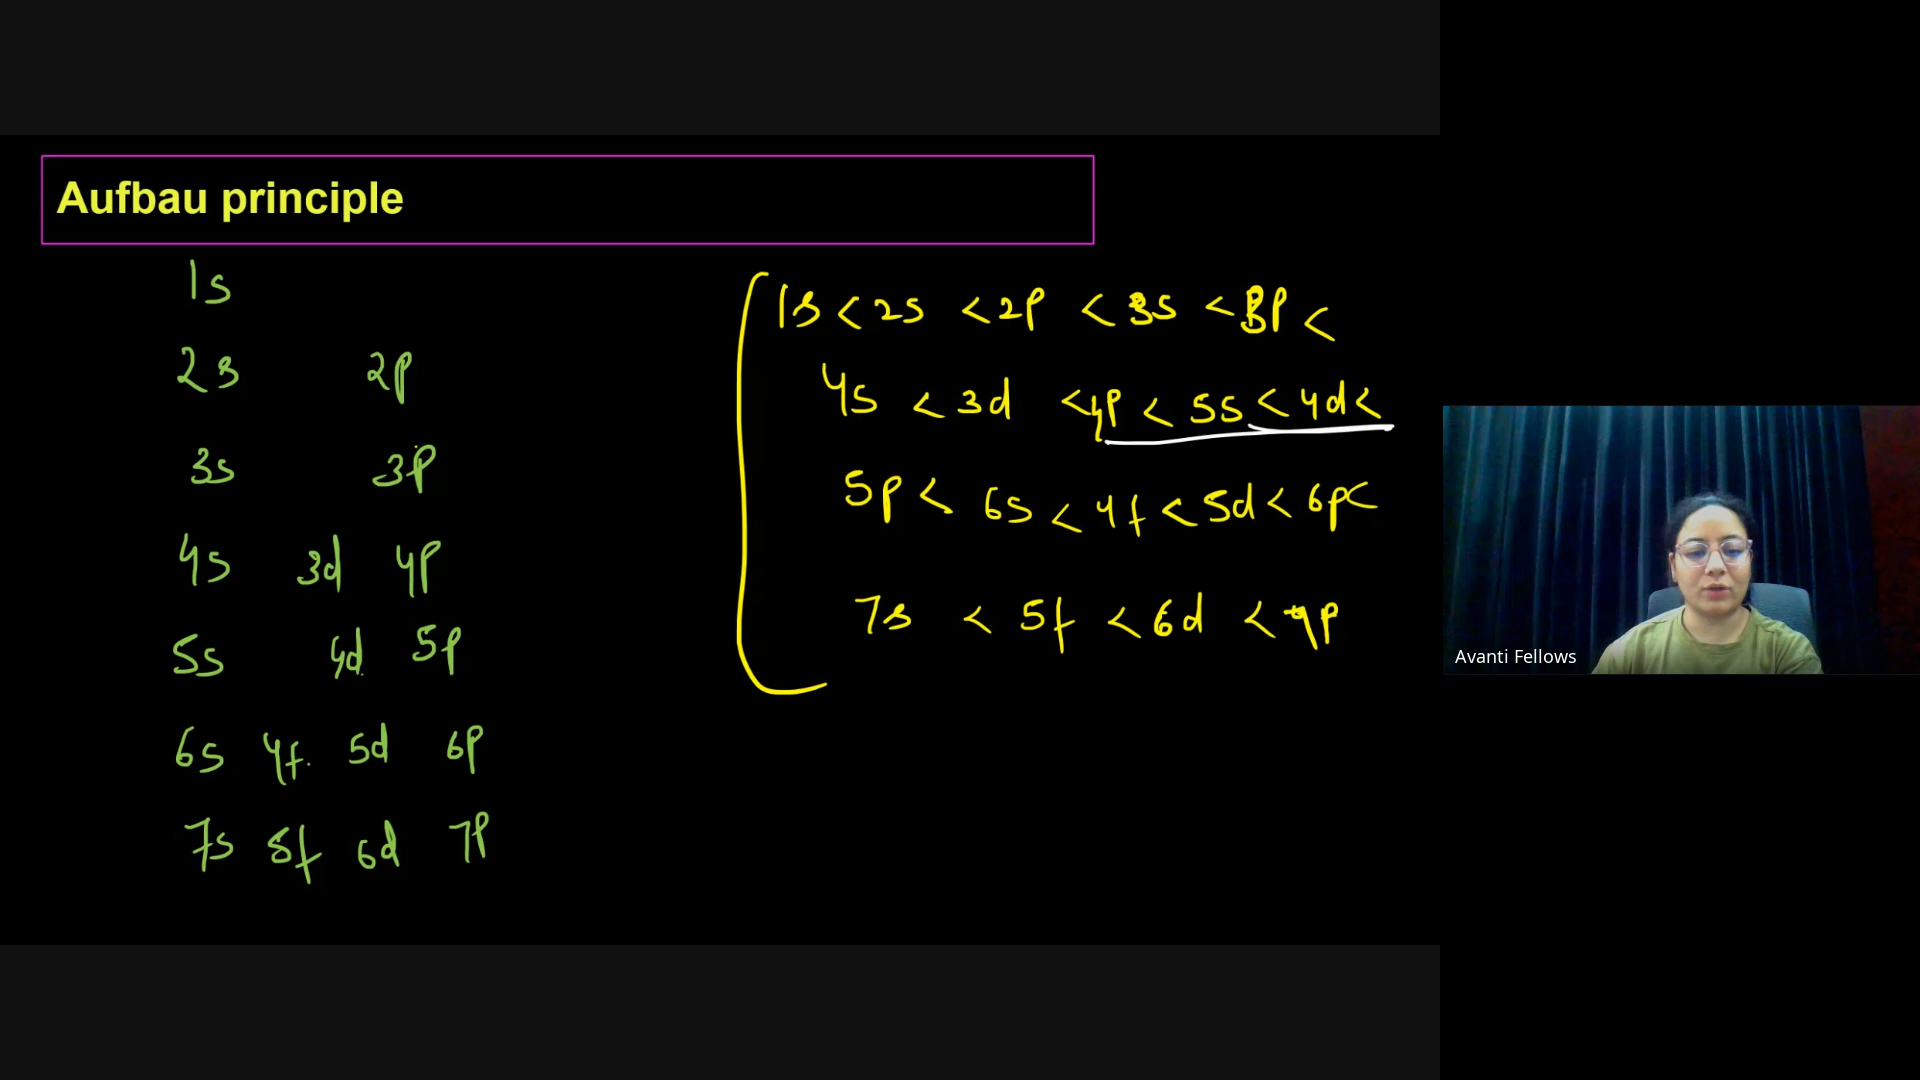 Aufbau principle
1s
2s 2p
3s 3p
4s 3d 4p
5s 4d 5p
6s 4f 5d 6p
7s 5f 6d 7p
1s < 2s < 2p < 3s < 3p <
4s < 3d < 4p < 5s < 4d <
5p < 6s < 4f < 5d < 6p <
7s < 5f < 6d < 7p
Avanti Fellows